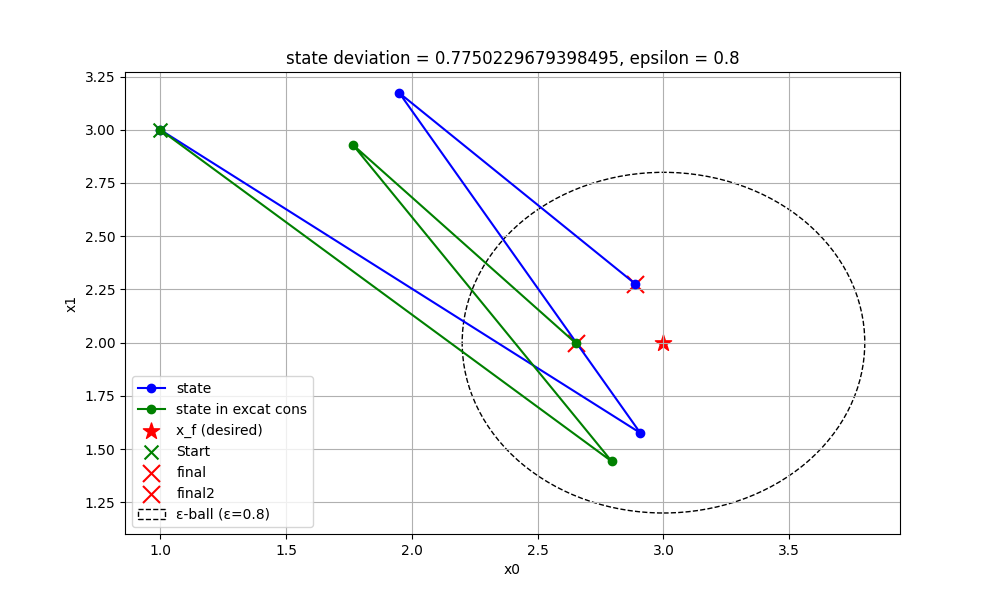 state deviation = 0.7750229679398495, epsilon = 0.8
x1
3.25
3.00
2.75
2.50
2.25
2.00
1.75
1.50
1.25
state
state in excat cons
x_f (desired)
Start
final
final2
ε-ball (ε=0.8)
1.0
1.5
2.0
2.5
3.0
3.5
x0